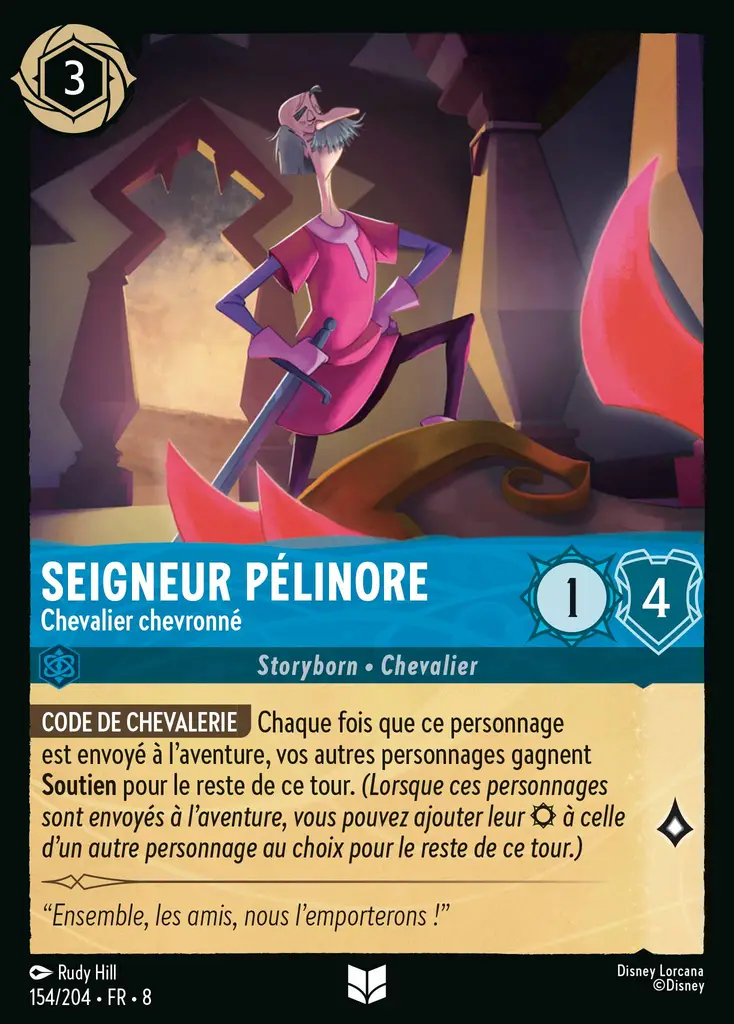 3
SEIGNEUR PÉLINORE
Chevalier chevronné
1
4
Storyborn • Chevalier
CODE DE CHEVALERIE Chaque fois que ce personnage
est envoyé à l’aventure, vos autres personnages gagnent
Soutien pour le reste de ce tour. (Lorsque ces personnages
sont envoyés à l’aventure, vous pouvez ajouter leur à celle
d’un autre personnage au choix pour le reste de ce tour.)
“Ensemble, les amis, nous l’emporterons !”
Rudy Hill
154/204 • FR • 8
Disney Lorcana
©Disney